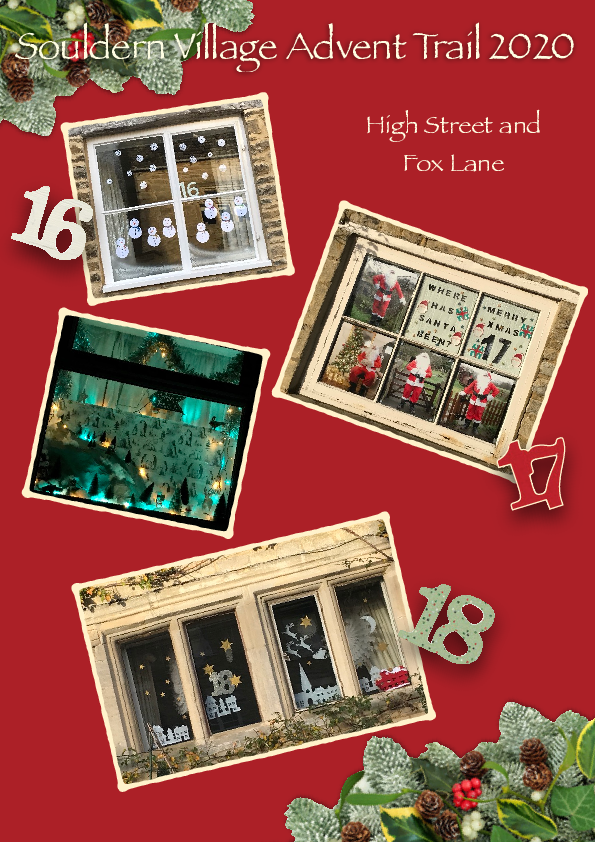 Souldern Village Advent Trail 2020
High Street and
Fox Lane
16
16
WHERE
HAS
SANTA
BEEN?
MERRY
XMAS
17
17
18
18